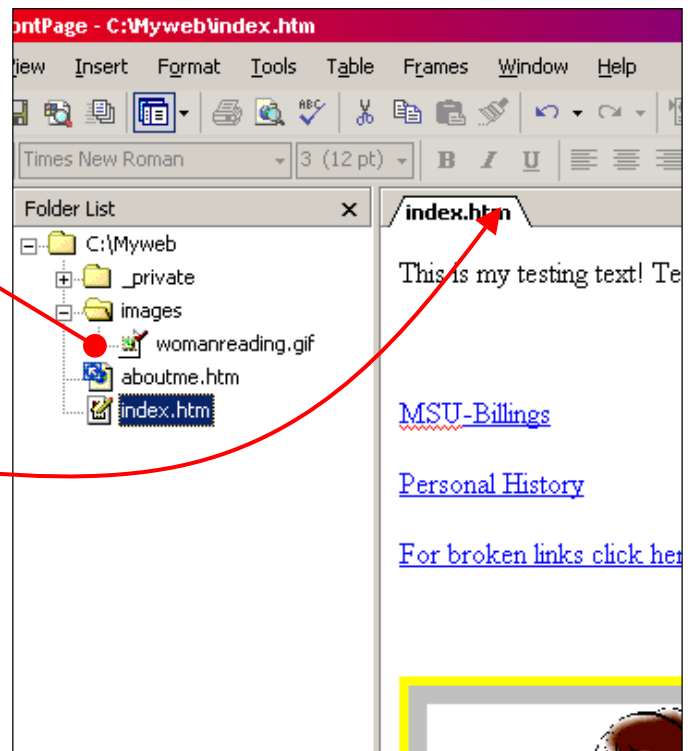 ontPage - C:\Myweb\index.htm
iew Insert Format Tools Table Frames Window Help
ABC
Times New Roman 3 (12 pt) B I U
Folder List index.htm
C:\Myweb
_private
images
womanreading.gif
aboutme.htm
index.htm
This is my testing text! Te
MSU-Billings
Personal History
For broken links click her